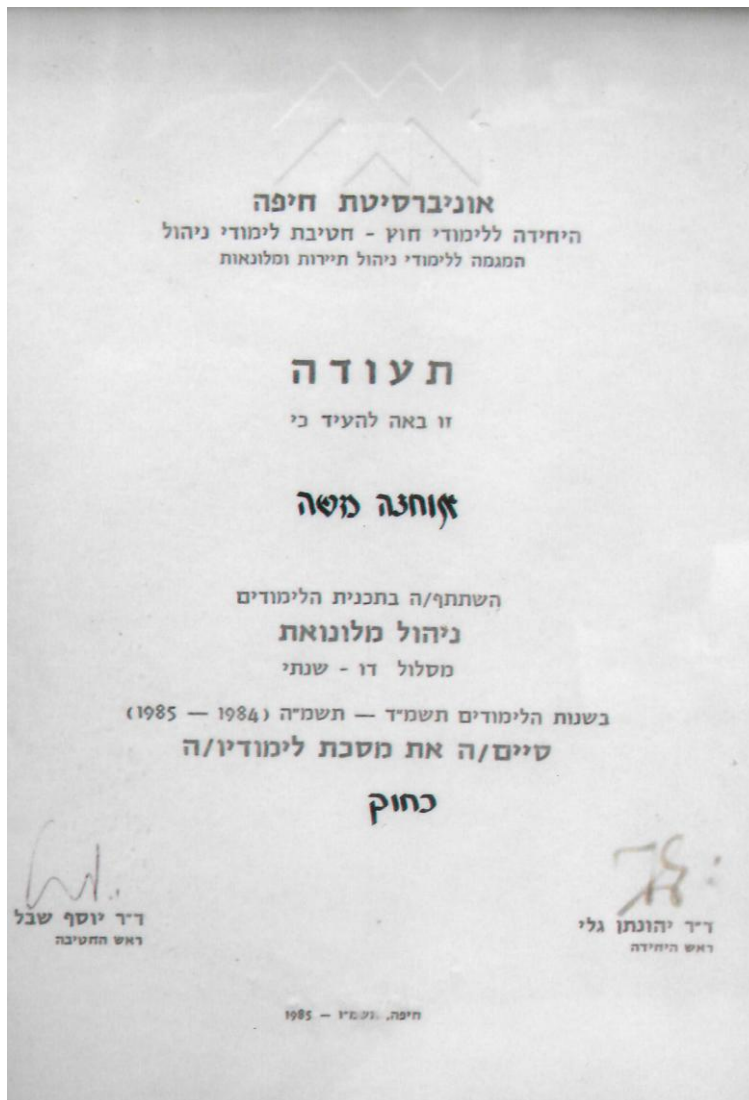 אוניברסיטת חיפה
היחידה ללימודי חוץ - חטיבת לימודי ניהול
המגמה ללימודי ניהול תיירות ומלונאות
תעודה
זו באה להעיד כי
אוחנה משה
השתתף/ה בתכנית הלימודים
ניהול מלונואת
מסלול דו - שנתי
בשנות הלימודים תשמ״ד — תשמ״ה (1984 — 1985)
סיים/ה את מסכת לימודיו/ה
כחוק
ד״ר יהונתן גלי
ראש היחידה
ד״ר יוסף שבל
ראש החטיבה
חיפה, — 1985